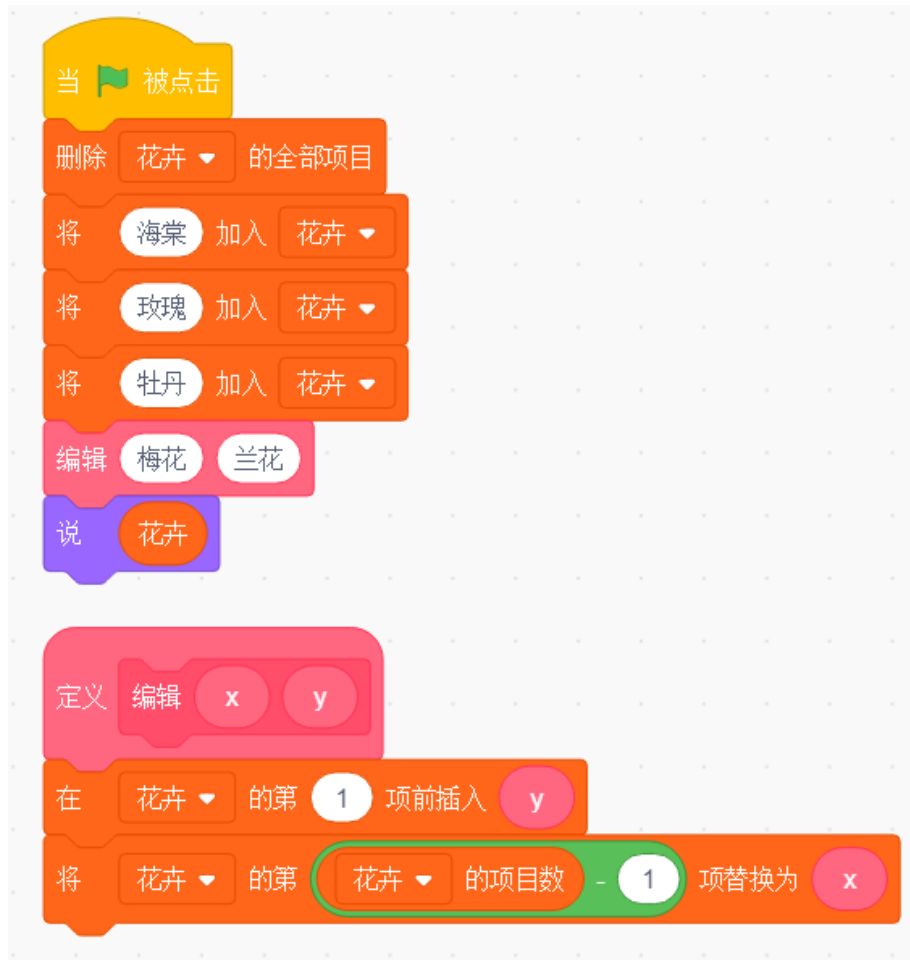 当 被点击
删除 花卉 的全部项目
将 海棠 加入 花卉
将 玫瑰 加入 花卉
将 牡丹 加入 花卉
编辑 梅花 兰花
说 花卉
定义 编辑 x y
在 花卉 的第 1 项前插入 y
将 花卉 的第 花卉 的项目数 - 1 项替换为 x